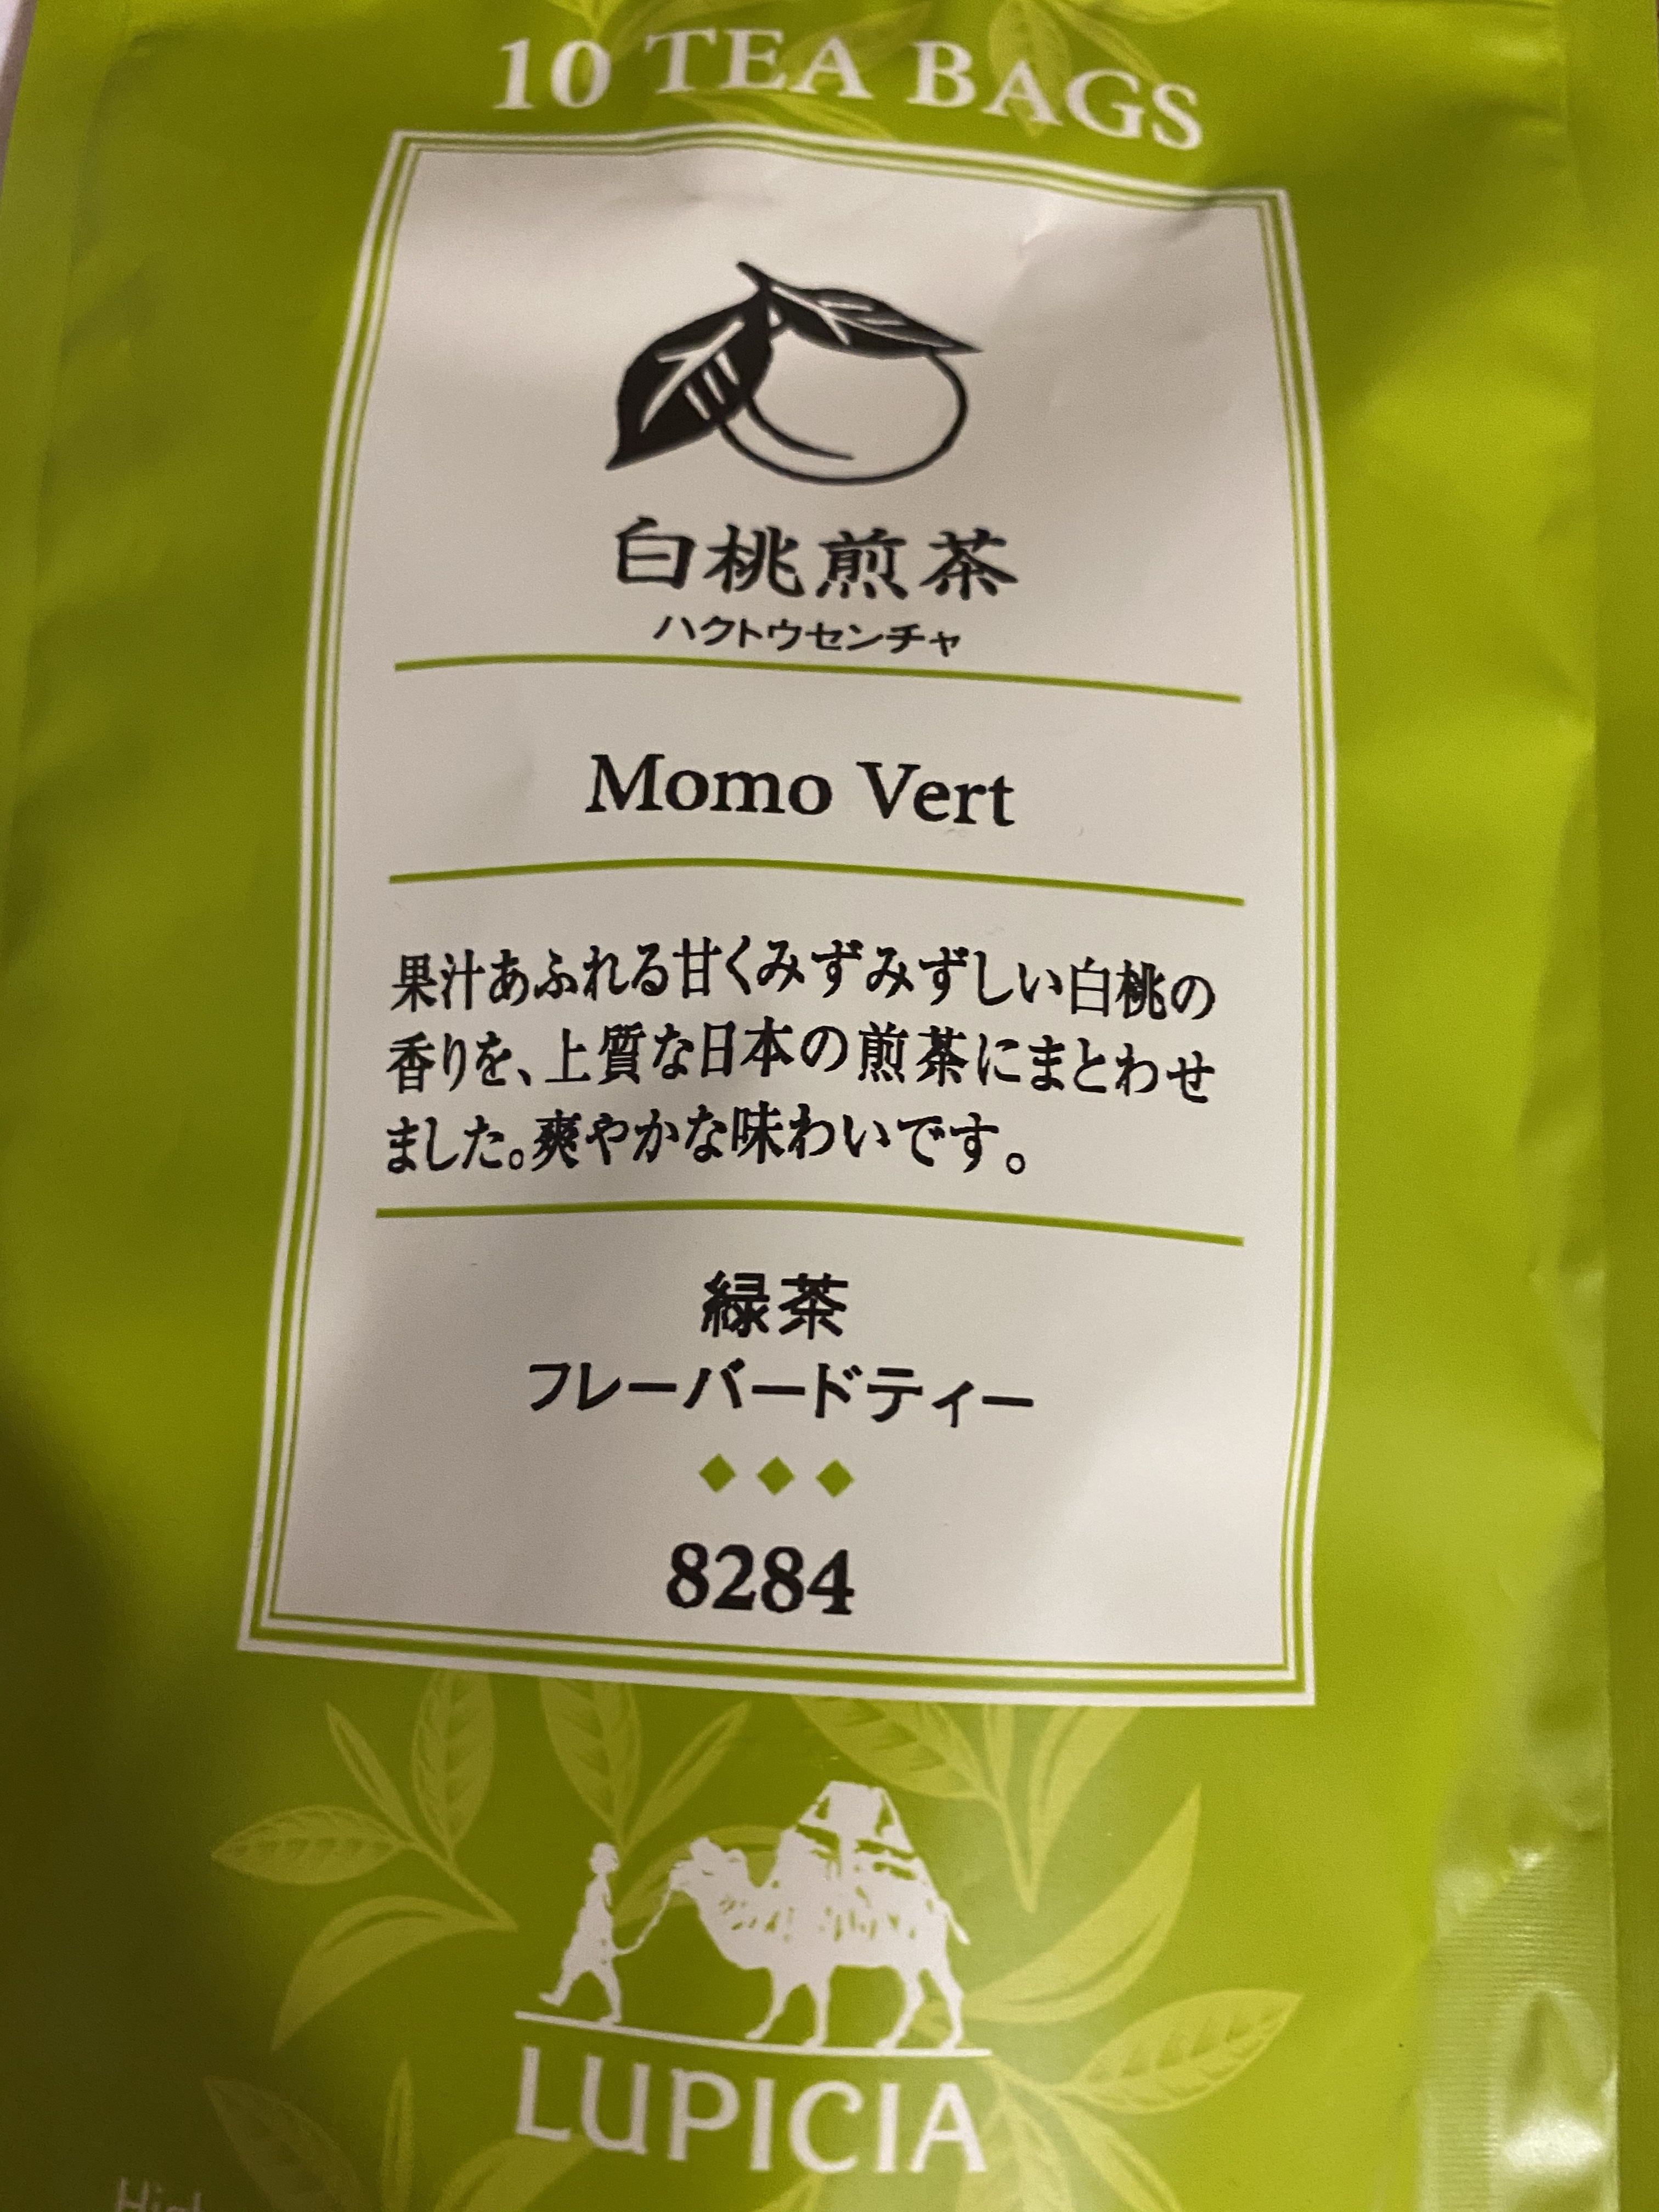 10 TEA BAGS
白桃煎茶
ハクトウセンチャ
Momo Vert
果汁あふれる甘くみずみずしい白桃の
香りを、上質な日本の煎茶にまとわせ
ました。爽やかな味わいです。
緑茶
フレーバードティー
8284
LUPICIA